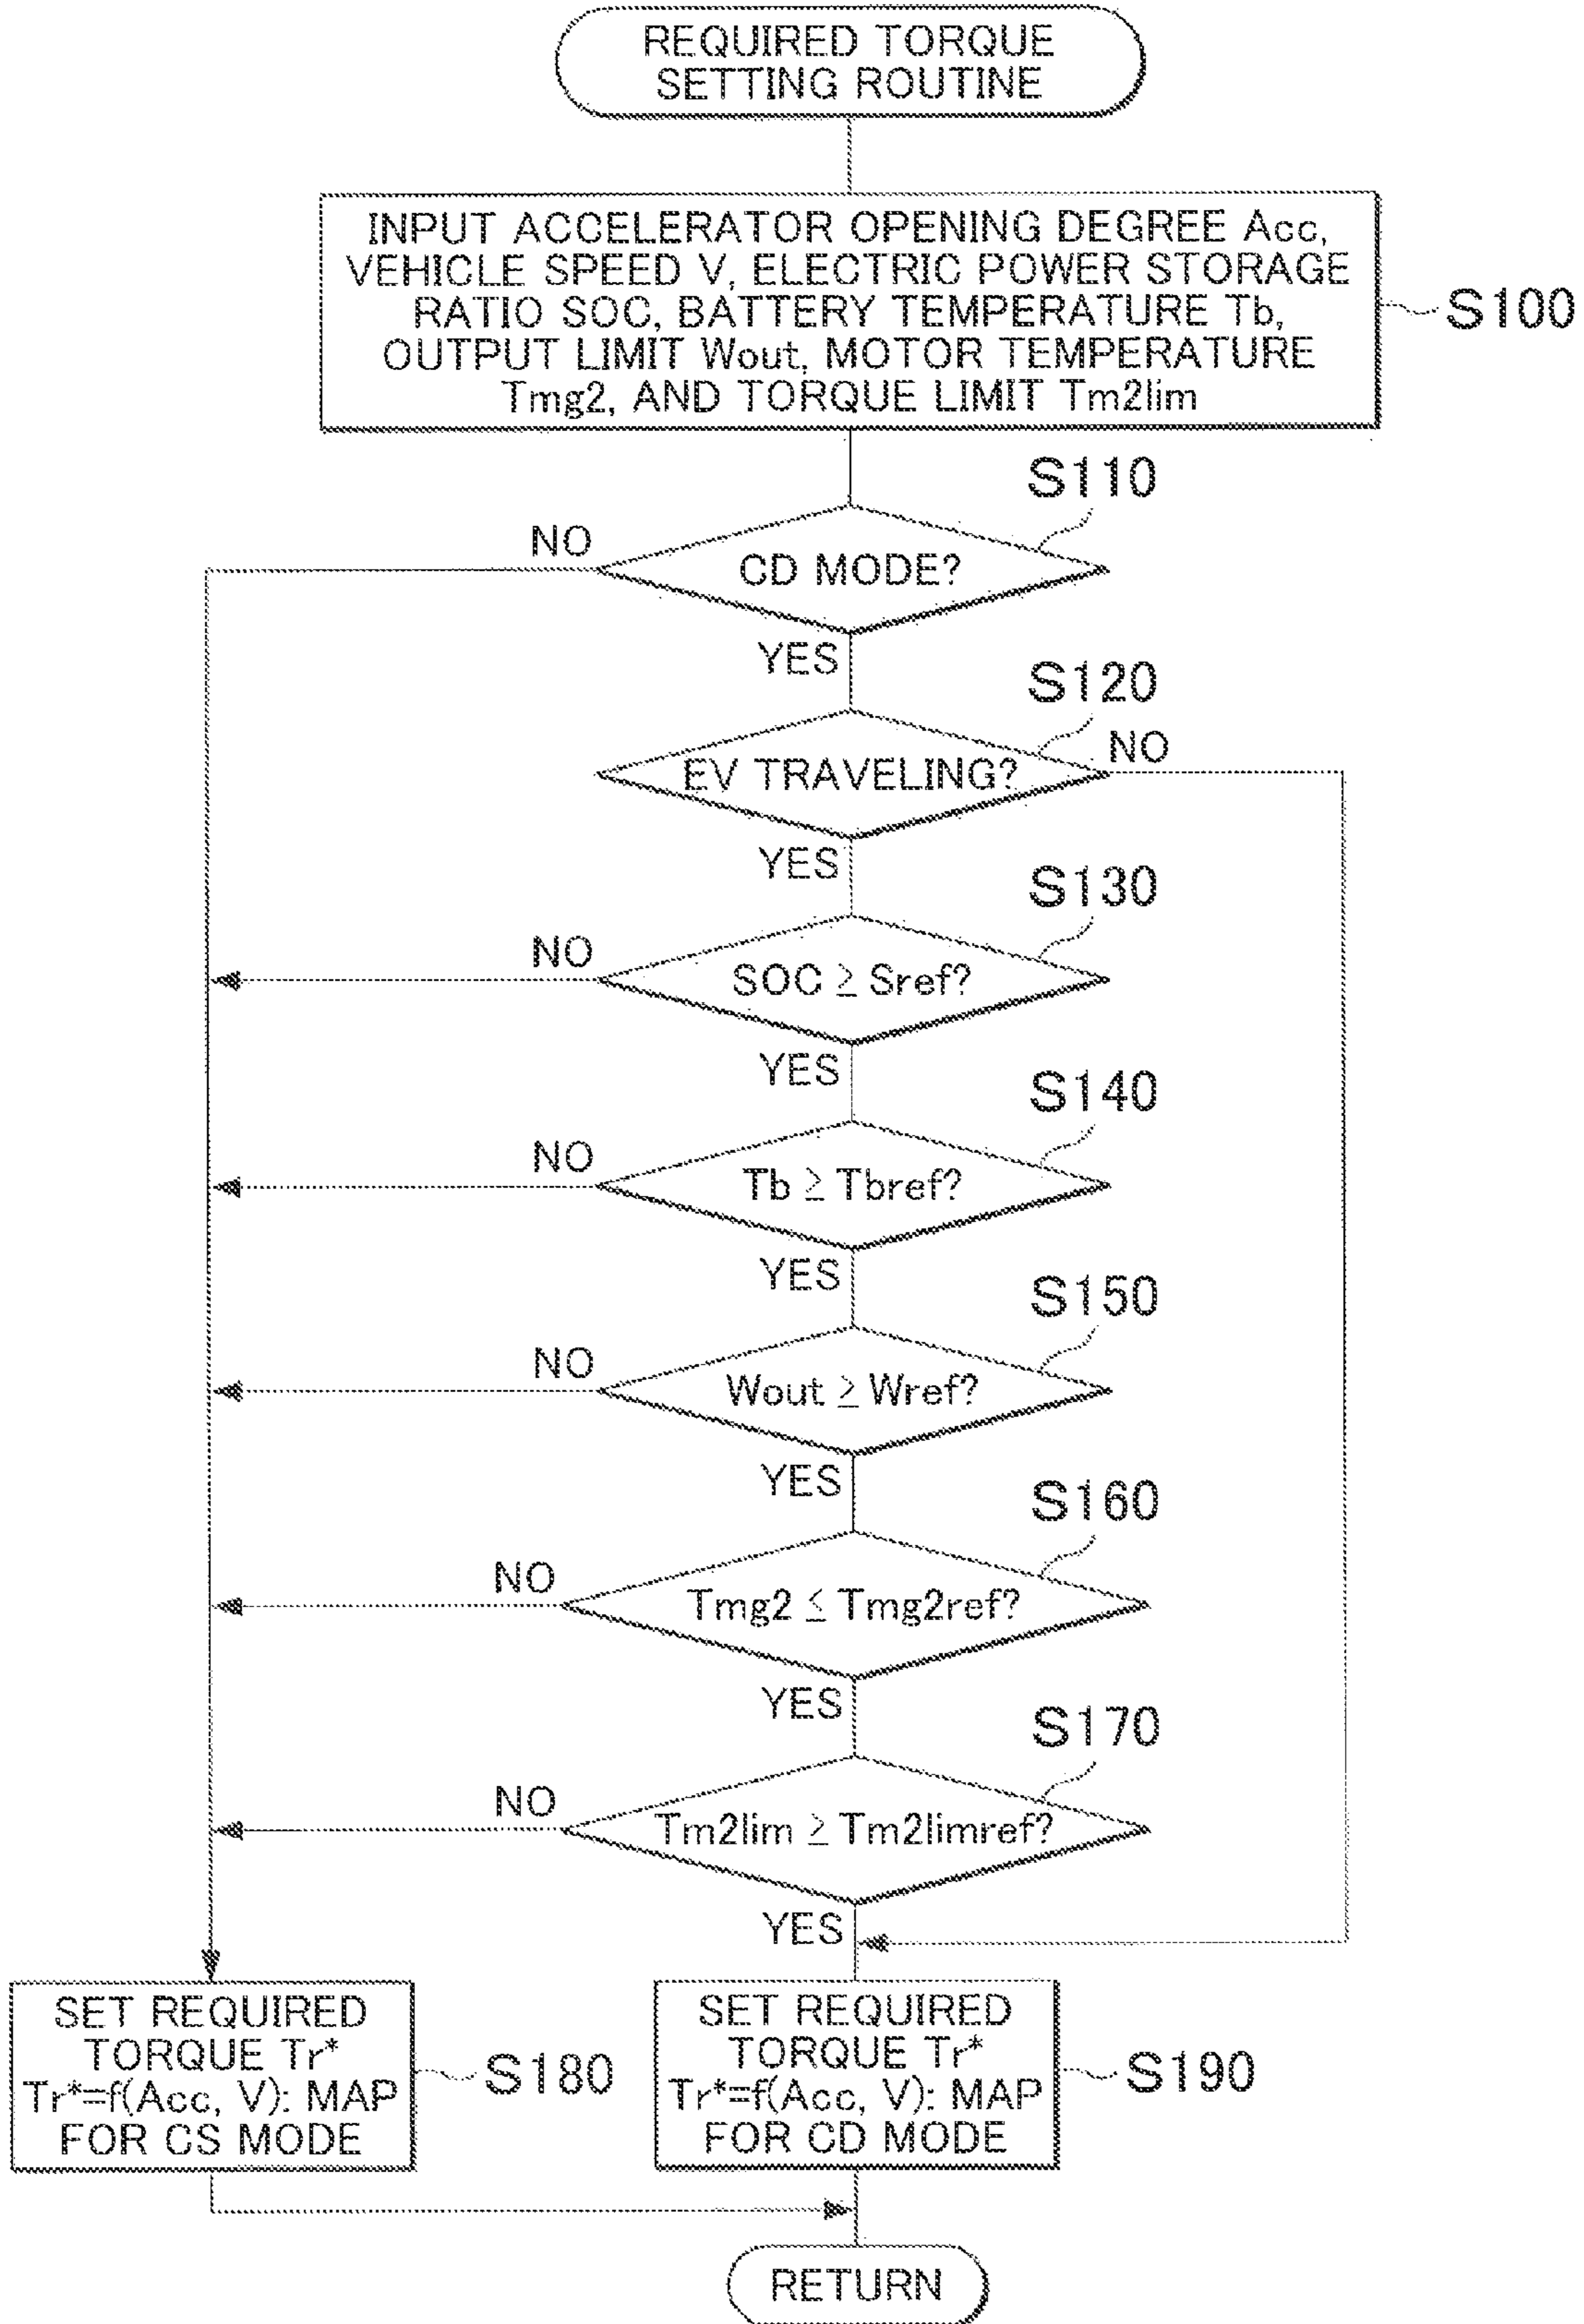 REQUIRED TORQUE
SETTING ROUTINE
INPUT ACCELERATOR OPENING DEGREE Acc,
VEHICLE SPEED V, ELECTRIC POWER STORAGE
RATIO SOC, BATTERY TEMPERATURE Tb,
OUTPUT LIMIT Wout, MOTOR TEMPERATURE
Tmg2, AND TORQUE LIMIT Tm2lim
S100
S110
NO
CD MODE?
YES
S120
NO
EV TRAVELING?
YES
S130
NO
SOC ≥ Sref?
YES
S140
NO
Tb ≥ Tbref?
YES
S150
NO
Wout ≥ Wref?
YES
S160
NO
Tmg2 ≤ Tmg2ref?
YES
S170
NO
Tm2lim ≥ Tm2limref?
YES
SET REQUIRED
TORQUE Tr*
Tr*=f(Acc, V): MAP
FOR CS MODE
S180
SET REQUIRED
TORQUE Tr*
Tr*=f(Acc, V): MAP
FOR CD MODE
S190
RETURN